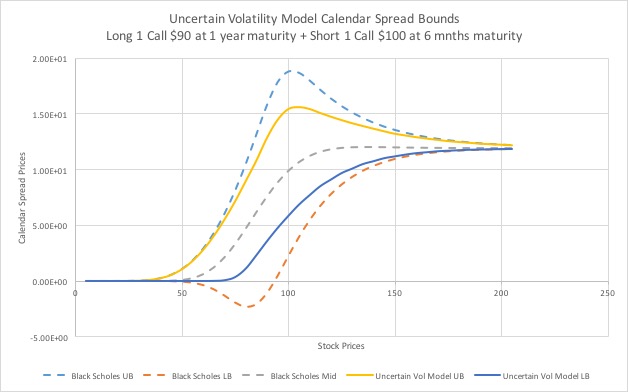 Uncertain Volatility Model Calendar Spread Bounds
Long 1 Call $90 at 1 year maturity + Short 1 Call $100 at 6 mnths maturity
2.00E+01
1.50E+01
1.00E+01
5.00E+00
0.00E+00
-5.00E+00
Calendar Spread Prices
0 50 100 150 200 250
Stock Prices
Black Scholes UB Black Scholes LB Black Scholes Mid Uncertain Vol Model UB Uncertain Vol Model LB